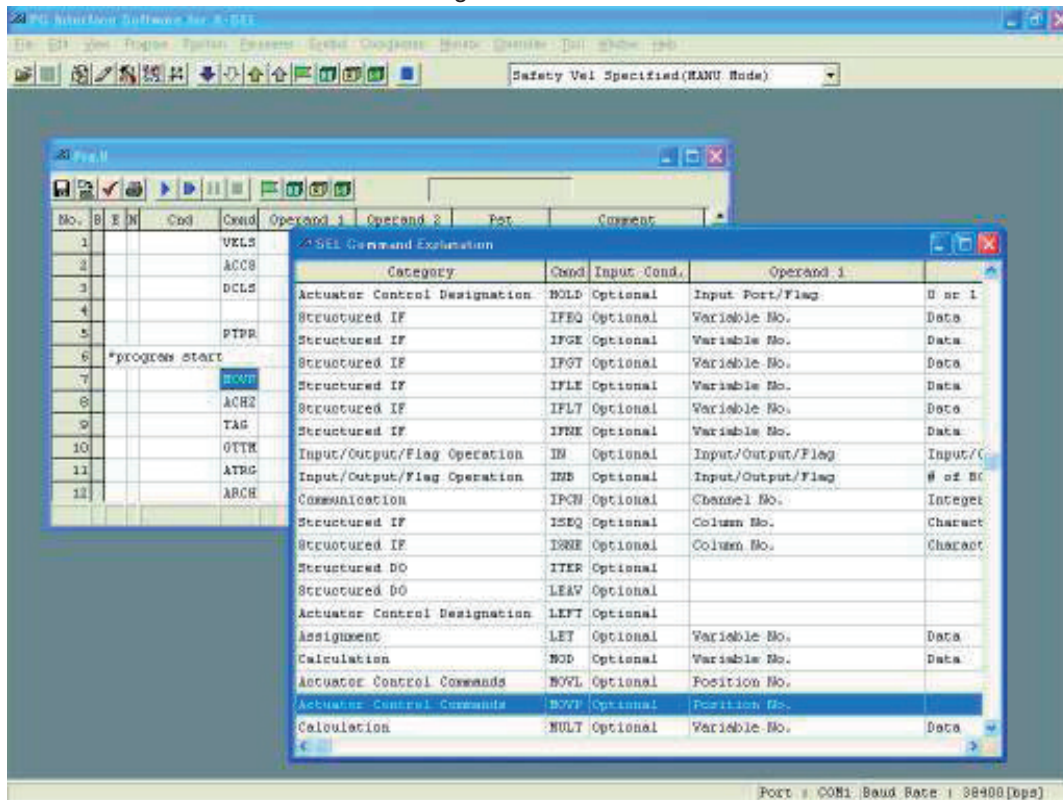 PC Interface Software for X-SEL
File Edit View Program Position Parameter Symbol Coordinates Monitor Controller Tool Window Help
Safety Vel Specified(MANU Mode)
No. B E N Cnd Cmnd Operand 1 Operand 2 Pst Comment
1 VELS
2 ACCS
3 DCLS
4
5 PTPR
6 *program start
7 MOVP
8 ACHZ
9 TAG
10 GTTM
11 ATRG
12 ARCH
SEL Command Explanation
Category Cmnd Input Cond. Operand 1
Actuator Control Designation HOLD Optional Input Port/Flag 0 or 1
Structured IF IFEQ Optional Variable No. Data
Structured IF IFGE Optional Variable No. Data
Structured IF IFGT Optional Variable No. Data
Structured IF IFLE Optional Variable No. Data
Structured IF IFLT Optional Variable No. Data
Structured IF IFNE Optional Variable No. Data
Input/Output/Flag Operation IN Optional Input/Output/Flag Input/
Input/Output/Flag Operation INB Optional Input/Output/Flag # of BC
Communication IPCN Optional Channel No. Integer
Structured IF ISEQ Optional Column No. Charact
Structured IF ISNE Optional Column No. Charact
Structured DO ITER Optional
Structured DO LEAV Optional
Actuator Control Designation LEFT Optional
Assignment LET Optional Variable No. Data
Calculation MOD Optional Variable No. Data
Actuator Control Commands MOVL Optional Position No.
Actuator Control Commands MOVP Optional Position No.
Calculation MULT Optional Variable No. Data
Port : COM1 Baud Rate : 38400[bps]